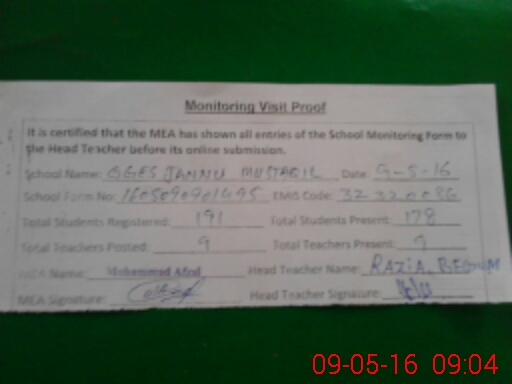 Monitoring Visit Proof
It is certified that the MEA has shown all entries of the School Monitoring Form to
the Head Teacher before its online submission.
School Name: GGES JANNU MUSTAQIL Date: 9-5-16
School Form No: 1605090901495 EMIS Code: 32320086
Total Students Registered: 191 Total Students Present: 178
Total Teachers Posted: 9 Total Teachers Present: 9
MEA Name: Mohammad Afzal Head Teacher Name: RAZIA BEGUM
MEA Signature: Head Teacher Signature:
09-05-16 09:04